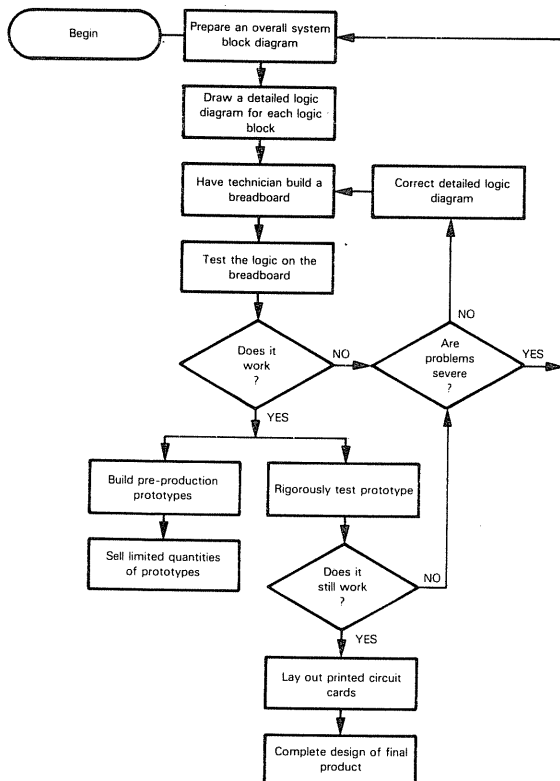 Begin
Prepare an overall system
block diagram
Draw a detailed logic
diagram for each logic
block
Have technician build a
breadboard
Correct detailed logic
diagram
Test the logic on the
breadboard
NO
Does it
work
?
NO
Are
problems
severe
?
YES
YES
Build pre-production
prototypes
Rigorously test prototype
Sell limited quantities
of prototypes
Does it
still work
?
NO
YES
Lay out printed circuit
cards
Complete design of final
product